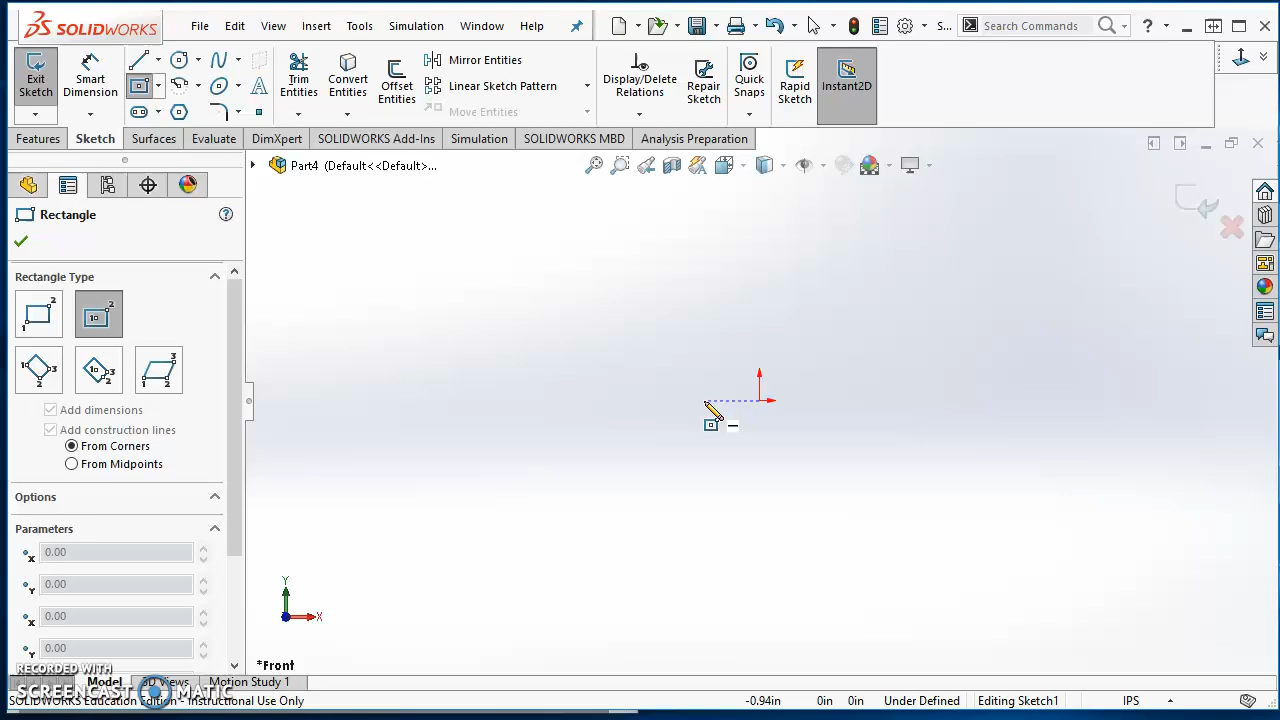 SOLIDWORKS
File Edit View Insert Tools Simulation Window Help
S...
Search Commands
Exit Sketch
Smart Dimension
Trim Entities
Convert Entities
Offset Entities
Mirror Entities
Linear Sketch Pattern
Move Entities
Display/Delete Relations
Repair Sketch
Quick Snaps
Rapid Sketch
Instant2D
Features Sketch Surfaces Evaluate DimXpert SOLIDWORKS Add-Ins Simulation SOLIDWORKS MBD Analysis Preparation
Part4 (Default<<Default>...
Rectangle
Rectangle Type
Add dimensions
Add construction lines
From Corners
From Midpoints
Options
Parameters
X 0.00
Y 0.00
X 0.00
Y 0.00
Y
X
*Front
RECORDED WITH
SCREENCAST MATIC
Model 3D Views Motion Study 1
SOLIDWORKS Education Edition - Instructional Use Only
-0.94in 0in 0in Under Defined Editing Sketch1 IPS